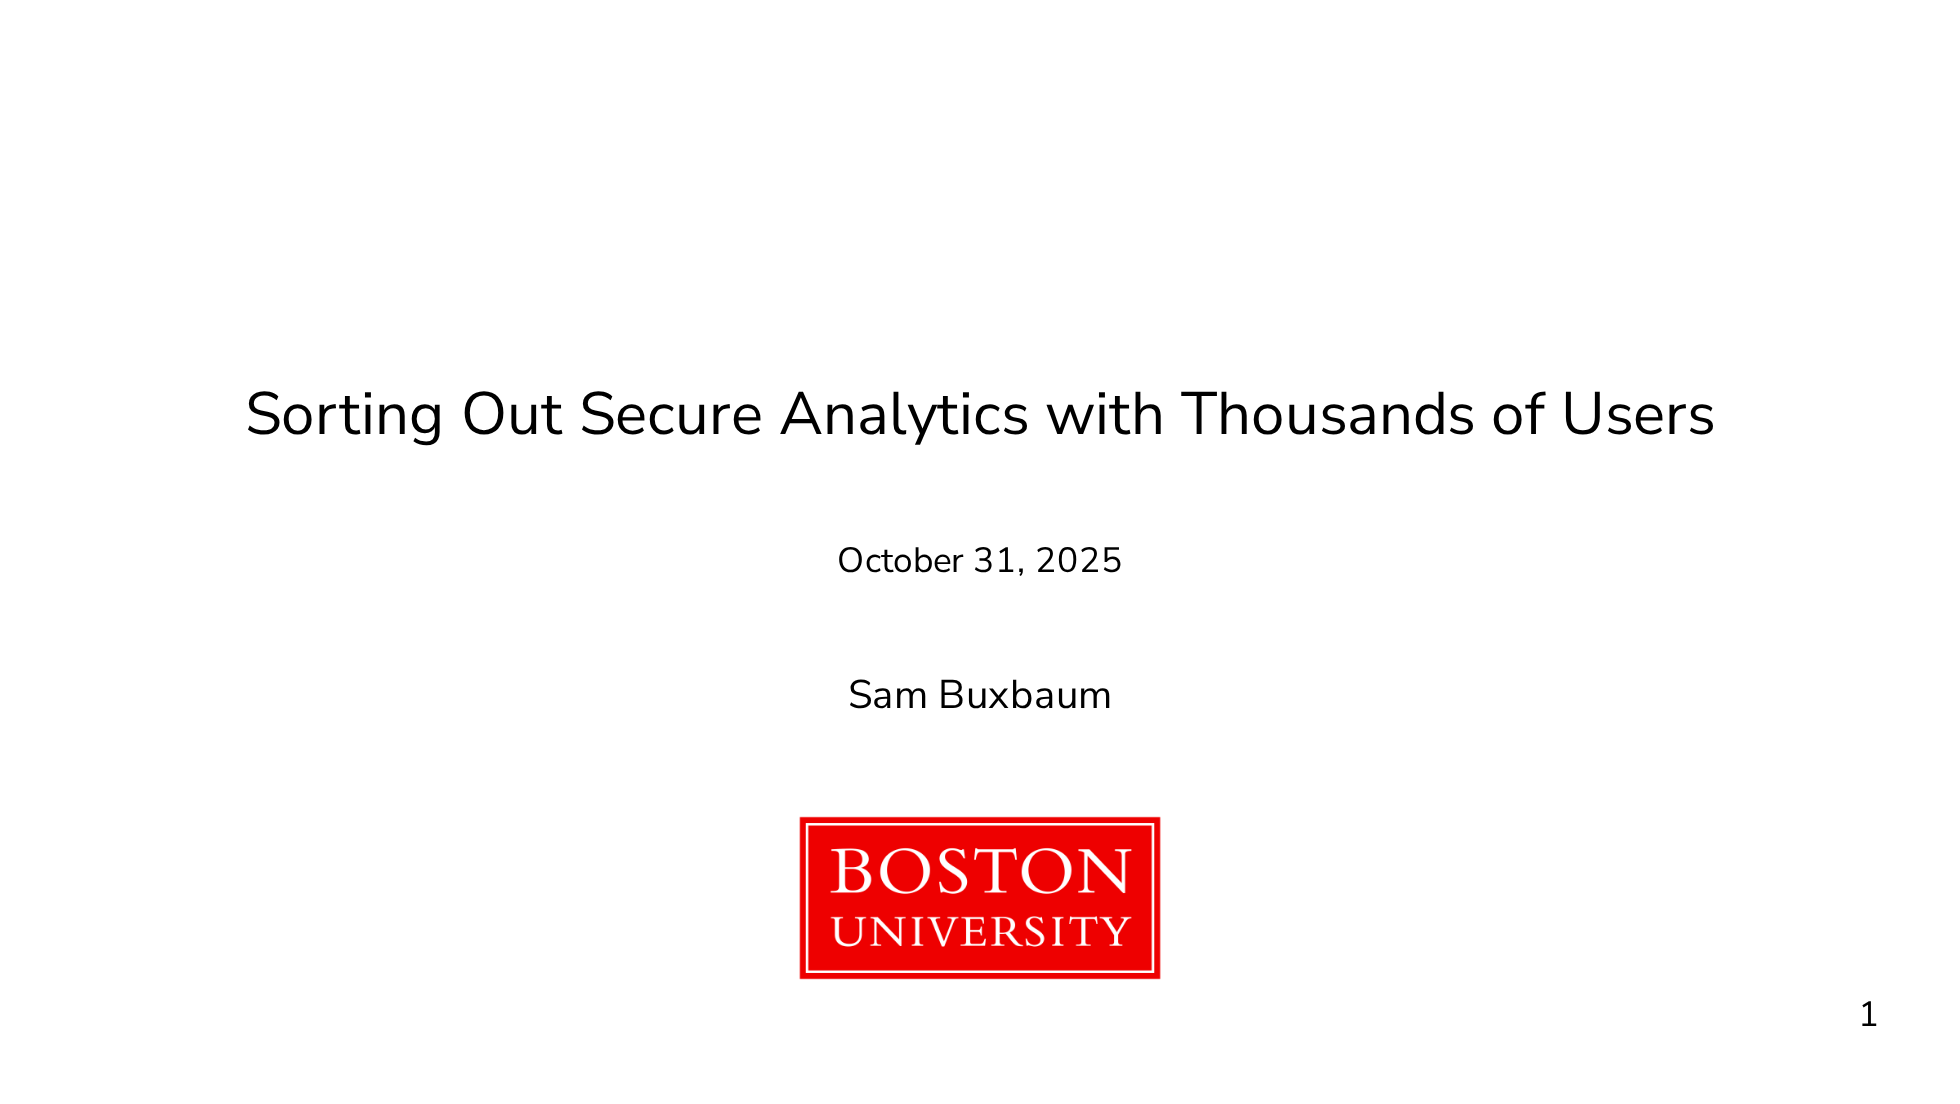 Sorting Out Secure Analytics with Thousands of Users
October 31, 2025
Sam Buxbaum
BOSTON
UNIVERSITY
1